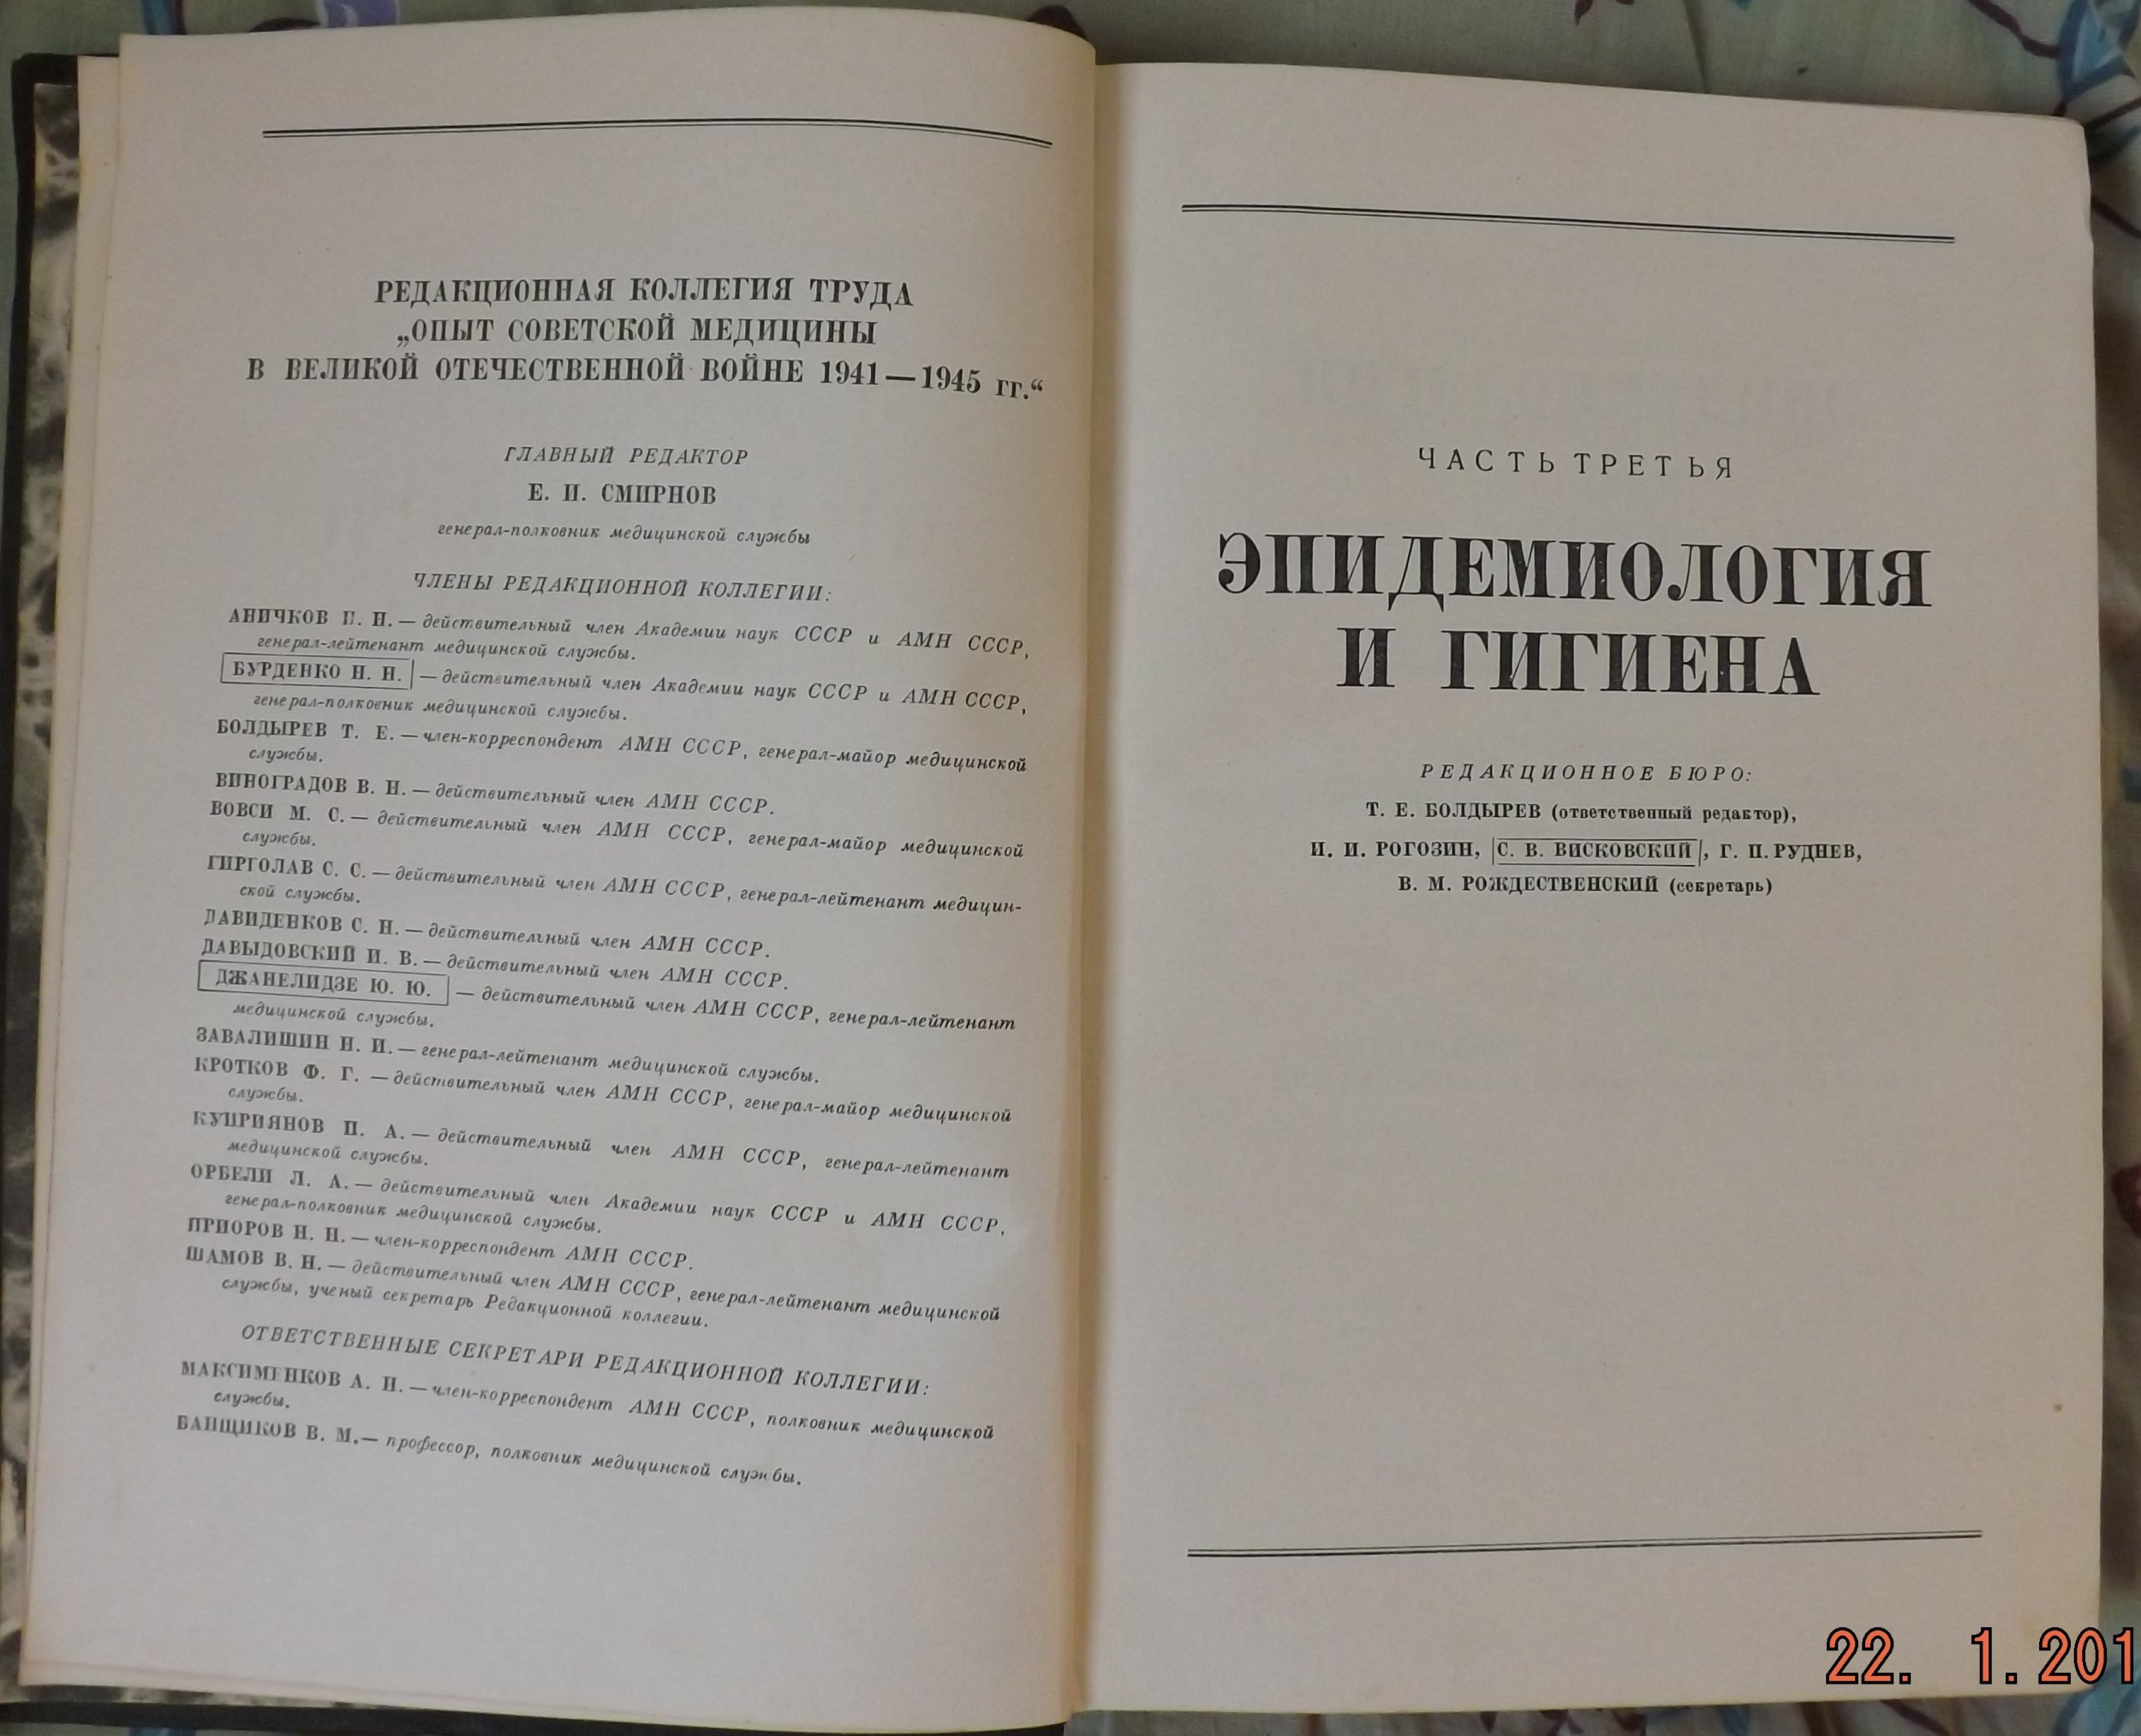 РЕДАКЦИОННАЯ КОЛЛЕГИЯ ТРУДА
„ОПЫТ СОВЕТСКОЙ МЕДИЦИНЫ
В ВЕЛИКОЙ ОТЕЧЕСТВЕННОЙ ВОЙНЕ 1941—1945 гг.“
ГЛАВНЫЙ РЕДАКТОР
Е. И. СМИРНОВ
генерал-полковник медицинской службы
ЧЛЕНЫ РЕДАКЦИОННОЙ КОЛЛЕГИИ:
АНИЧКОВ Н. Н.— действительный член Академии наук СССР и АМН СССР,
генерал-лейтенант медицинской службы.
БУРДЕНКО Н. Н. — действительный член Академии наук СССР и АМН СССР,
генерал-полковник медицинской службы.
БОЛДЫРЕВ Т. Е.— член-корреспондент АМН СССР, генерал-майор медицинской
службы.
ВИНОГРАДОВ В. Н. — действительный член АМН СССР.
ВОВСИ М. С.— действительный член АМН СССР, генерал-майор медицинской
службы.
ГИРГОЛАВ С. С. — действительный член АМН СССР, генерал-лейтенант медицин-
ской службы.
ДАВИДЕНКОВ С. Н. — действительный член АМН СССР.
ДАВЫДОВСКИЙ И. В.— действительный член АМН СССР.
ДЖАНЕЛИДЗЕ Ю. Ю. — действительный член АМН СССР, генерал-лейтенант
медицинской службы.
ЗАВАЛИШИН Н. И. — генерал-лейтенант медицинской службы.
КРОТКОВ Ф. Г. — действительный член АМН СССР, генерал-майор медицинской
службы.
КУПРИЯНОВ П. А.— действительный член АМН СССР, генерал-лейтенант
медицинской службы.
ОРБЕЛИ Л. А.— действительный член Академии наук СССР и АМН СССР,
генерал-полковник медицинской службы.
ПРИОРОВ Н. Н. — член-корреспондент АМН СССР.
ШАМОВ В. Н. — действительный член АМН СССР, генерал-лейтенант медицинской
службы, ученый секретарь Редакционной коллегии.
ОТВЕТСТВЕННЫЕ СЕКРЕТАРИ РЕДАКЦИОННОЙ КОЛЛЕГИИ:
МАКСИМЕНКОВ А. Н. — член-корреспондент АМН СССР, полковник медицинской
службы.
БАНЩИКОВ В. М.— профессор, полковник медицинской службы.
ЧАСТЬ ТРЕТЬЯ
ЭПИДЕМИОЛОГИЯ
И ГИГИЕНА
РЕДАКЦИОННОЕ БЮРО:
Т. Е. БОЛДЫРЕВ (ответственный редактор),
И. И. РОГОЗИН, С. В. ВИСКОВСКИЙ, Г. П. РУДНЕВ,
В. М. РОЖДЕСТВЕНСКИЙ (секретарь)
22. 1.201